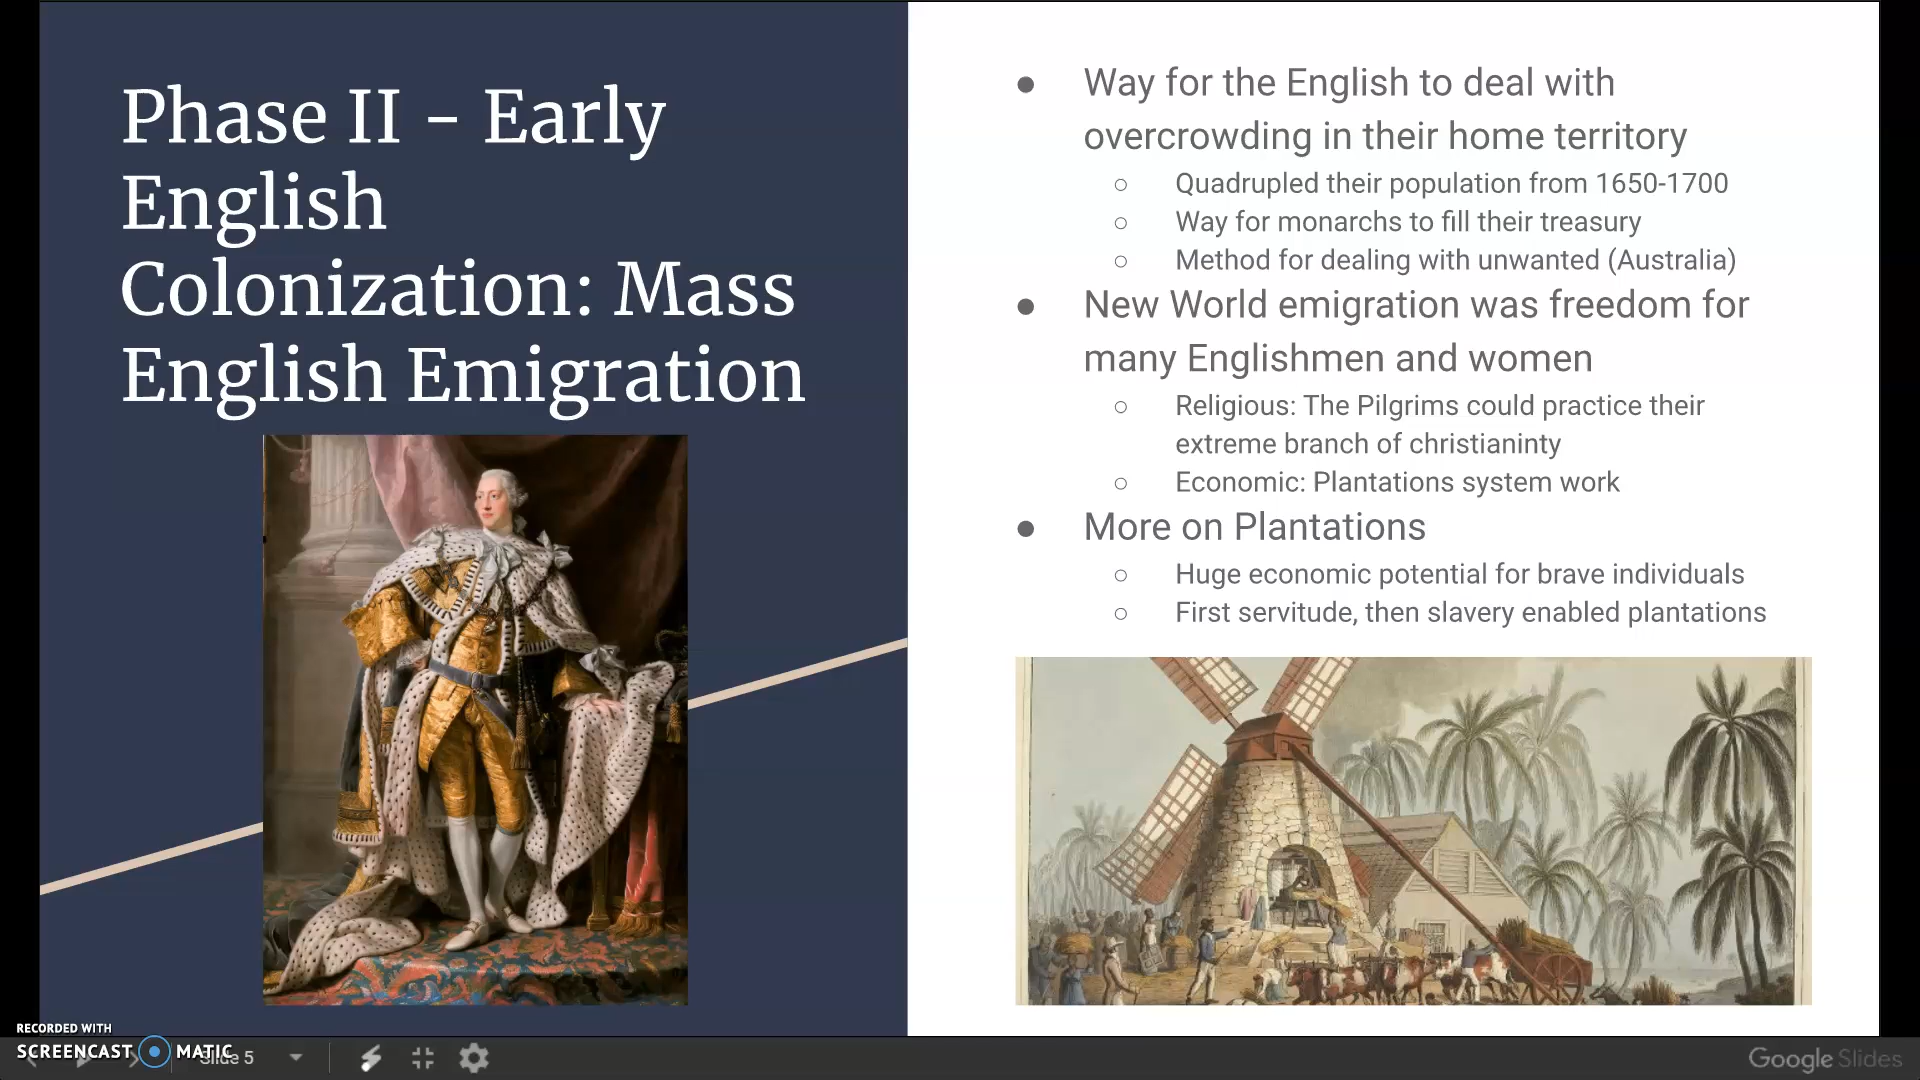 Phase II - Early
English
Colonization: Mass
English Emigration
● Way for the English to deal with
overcrowding in their home territory
○ Quadrupled their population from 1650-1700
○ Way for monarchs to fill their treasury
○ Method for dealing with unwanted (Australia)
● New World emigration was freedom for
many Englishmen and women
○ Religious: The Pilgrims could practice their
extreme branch of christianinty
○ Economic: Plantations system work
● More on Plantations
○ Huge economic potential for brave individuals
○ First servitude, then slavery enabled plantations
RECORDED WITH
SCREENCAST MATIC
Slide 5
Google Slides